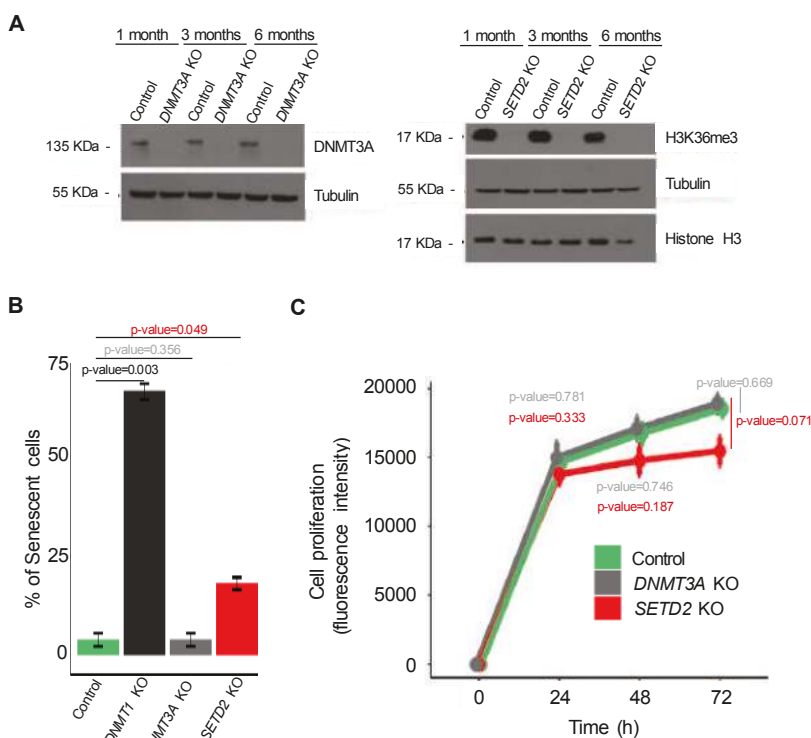 A
1 month 3 months 6 months
Control
DNMT3A KO
Control
DNMT3A KO
Control
DNMT3A KO
135 KDa -
DNMT3A
55 KDa -
Tubulin
1 month 3 months 6 months
Control
SETD2 KO
Control
SETD2 KO
Control
SETD2 KO
17 KDa -
H3K36me3
55 KDa -
Tubulin
17 KDa -
Histone H3
B
p-value=0.049
p-value=0.356
p-value=0.003
% of Senescent cells
75
50
25
0
Control
DNMT1 KO
SETD2 KO
C
Cell proliferation
(fluorescence intensity)
20000
15000
10000
5000
0
p-value=0.781
p-value=0.333
p-value=0.669
p-value=0.071
p-value=0.746
p-value=0.187
Control
DNMT3A KO
SETD2 KO
0 24 48 72
Time (h)